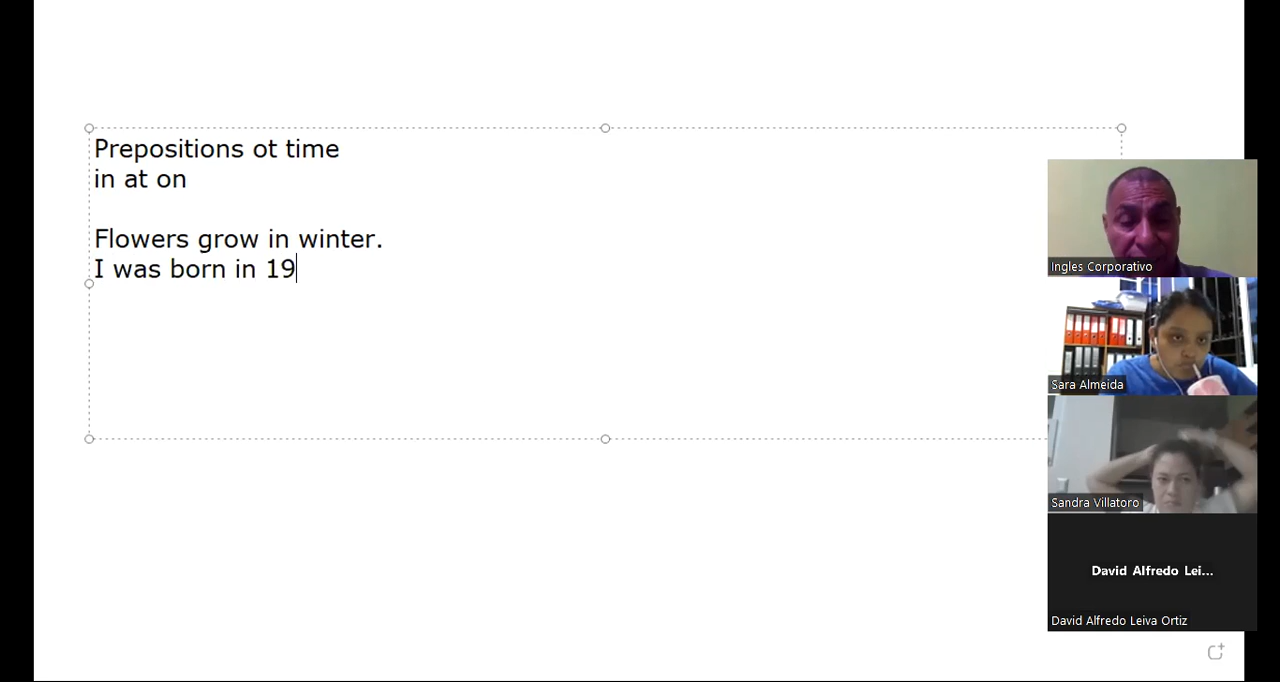 Prepositions ot time
in at on
Flowers grow in winter.
I was born in 19
Ingles Corporativo
Sara Almeida
Sandra Villatoro
David Alfredo Lei...
David Alfredo Leiva Ortiz